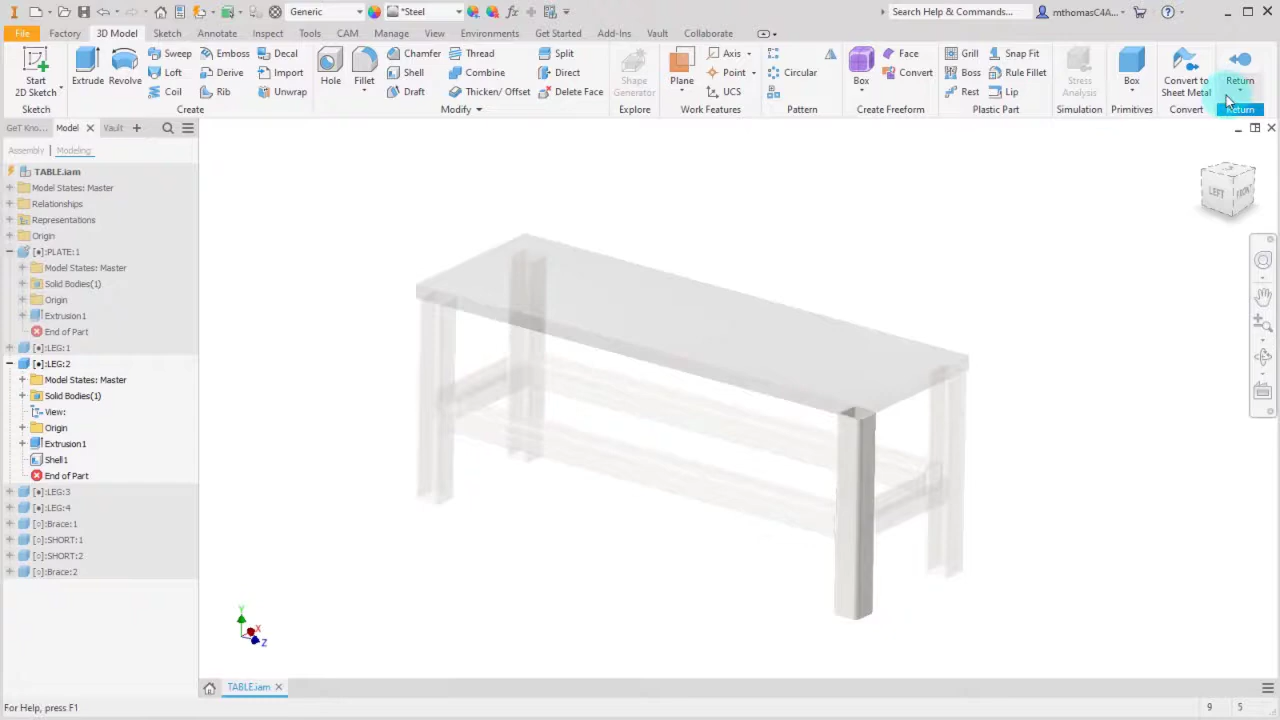 Generic
*Steel
Search Help & Commands...
mthomasC4A...
File
Factory
3D Model
Sketch
Annotate
Inspect
Tools
CAM
Manage
View
Environments
Get Started
Add-Ins
Vault
Collaborate
Start
2D Sketch
Sketch
Extrude
Revolve
Sweep
Loft
Coil
Emboss
Derive
Rib
Decal
Import
Unwrap
Create
Hole
Fillet
Chamfer
Shell
Draft
Thread
Combine
Thicken/ Offset
Split
Direct
Delete Face
Modify
Shape
Generator
Explore
Plane
Axis
Point
UCS
Work Features
Circular
Pattern
Box
Face
Convert
Create Freeform
Grill
Boss
Rest
Snap Fit
Rule Fillet
Lip
Plastic Part
Stress
Analysis
Simulation
Box
Primitives
Convert to
Sheet Metal
Convert
Return
Return
GeT Kno...
Model
Vault
Assembly
Modeling
TABLE.iam
Model States: Master
Relationships
Representations
Origin
[●]:PLATE:1
Model States: Master
Solid Bodies(1)
Origin
Extrusion1
End of Part
[●]:LEG:1
[●]:LEG:2
Model States: Master
Solid Bodies(1)
View:
Origin
Extrusion1
Shell1
End of Part
[●]:LEG:3
[●]:LEG:4
[○]:Brace:1
[○]:SHORT:1
[○]:SHORT:2
[○]:Brace:2
LEFT
FRONT
Y
X
Z
TABLE.iam
For Help, press F1
9
5